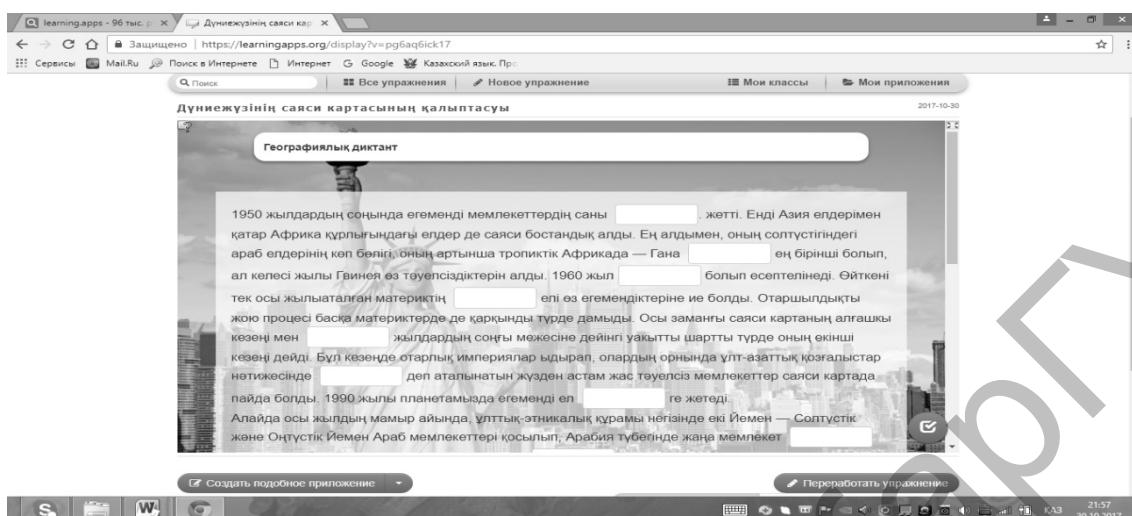 learning.apps - 96 тыс. р
Дүниежүзінің саяси кар
Защищено https://learningapps.org/display?v=pg6aq6ick17
Сервисы Mail.Ru Поиск в Интернете Интернет Google Казахский язык. Пр
Поиск Все упражнения Новое упражнение Мои классы Мои приложения
Дүниежүзінің саяси картасының қалыптасуы 2017-10-30
Географиялық диктант
1950 жылдардың соңында егеменді мемлекеттердің саны . жетті. Енді Азия елдерімен
қатар Африка құрлығындағы елдер де саяси бостандық алды. Ең алдымен, оның солтүстігіндегі
араб елдерінің көп бөлігі, оның артынша тропиктік Африкада — Гана ең бірінші болып,
ал келесі жылы Гвинея өз тәуелсіздіктерін алды. 1960 жыл болып есептелінеді. Өйткені
тек осы жылыаталған материктің елі өз егемендіктеріне ие болды. Отаршылдықты
жою процесі басқа материктерде де қарқынды түрде дамыды. Осы заманғы саяси картаның алғашқы
кезеңі мен жылдардың соңғы межесіне дейінгі уақытты шартты түрде оның екінші
кезеңі дейді. Бұл кезеңде отарлық империялар ыдырап, олардың орнында ұлт-азаттық қозғалыстар
нәтижесінде деп аталынатын жүзден астам жас тәуелсіз мемлекеттер саяси картада
пайда болды. 1990 жылы планетамызда егеменді ел ге жетеді.
Алайда осы жылдың мамыр айында, ұлттық-этникалық құрамы негізінде екі Йемен — Солтүстік
және Оңтүстік Йемен Араб мемлекеттері қосылып, Арабия түбегінде жаңа мемлекет
Создать подобное приложение Переработать упражнение
КАЗ 21:57
30.10.2017